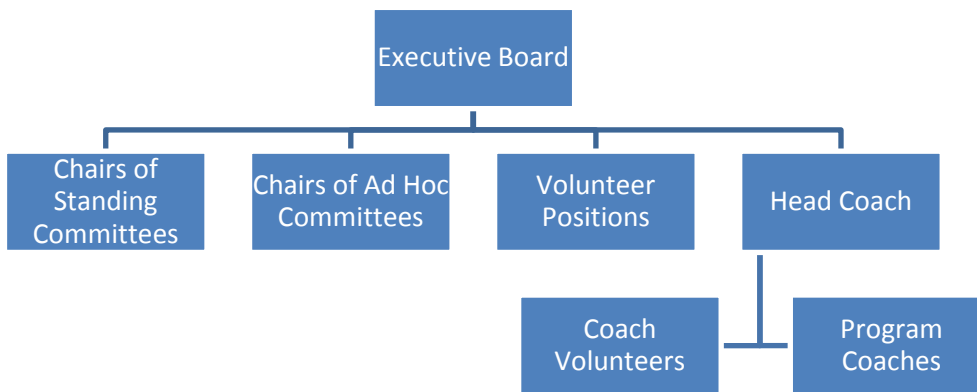 Executive Board
Chairs of
Standing
Committees
Chairs of Ad Hoc
Committees
Volunteer
Positions
Head Coach
Coach
Volunteers
Program
Coaches